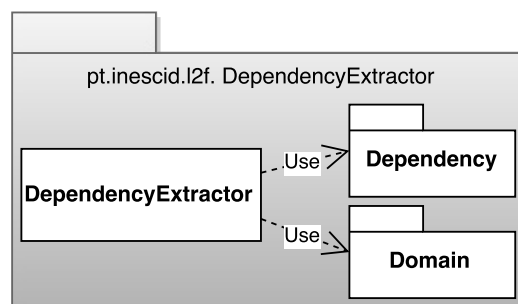 pt.inescid.l2f. DependencyExtractor
DependencyExtractor
Use
Dependency
Use
Domain